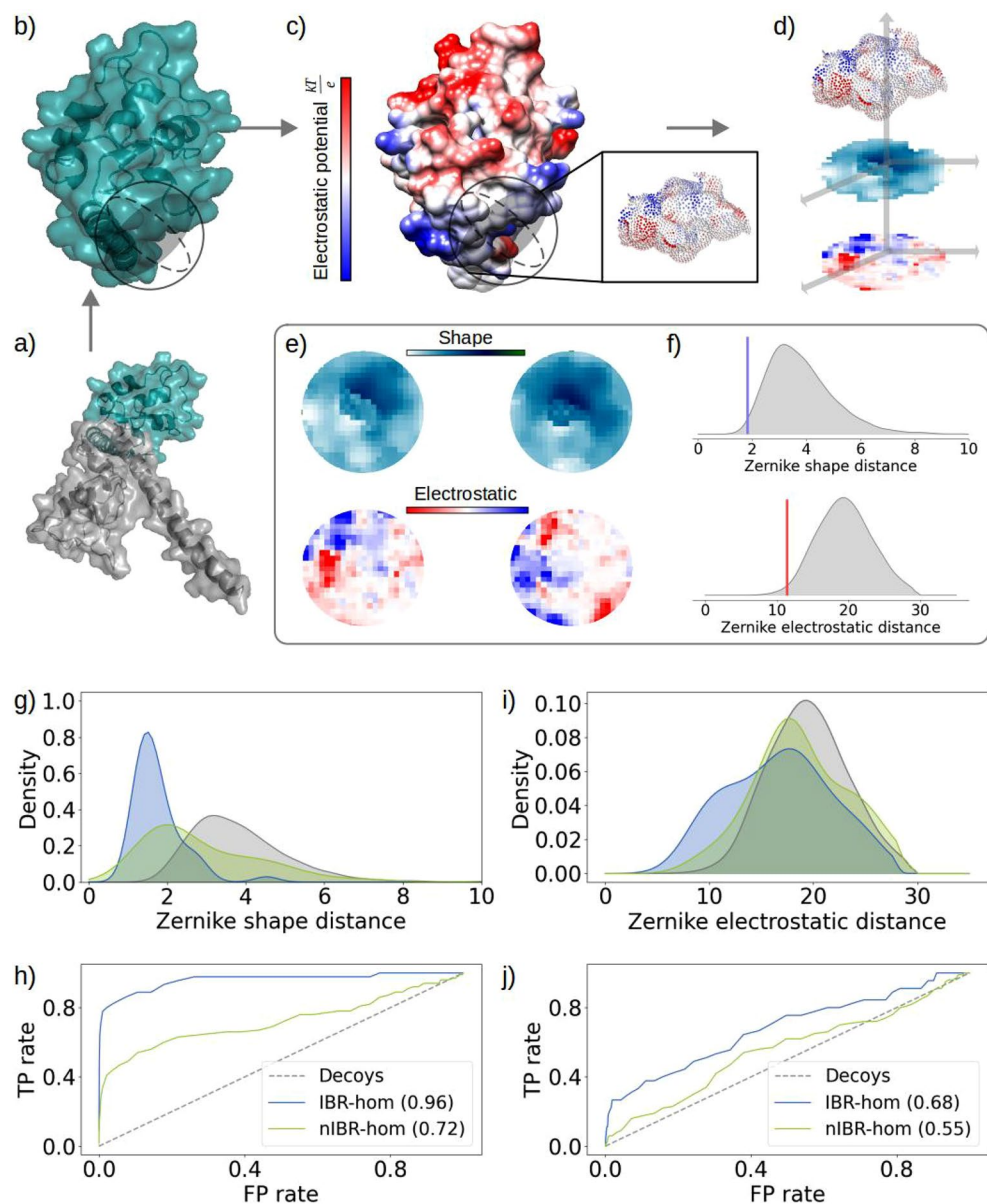 b)
c)
d)
Electrostatic potential kT/e
a)
e)
Shape
Electrostatic
f)
0 2 4 6 8 10
Zernike shape distance
0 10 20 30
Zernike electrostatic distance
g)
1.0
0.8
0.6
0.4
0.2
0.0
Density
0 2 4 6 8 10
Zernike shape distance
i)
0.10
0.08
0.06
0.04
0.02
0.00
Density
0 10 20 30
Zernike electrostatic distance
h)
0.8
0.4
0.0
TP rate
Decoys
IBR-hom (0.96)
nIBR-hom (0.72)
0.0 0.4 0.8
FP rate
j)
0.8
0.4
0.0
TP rate
Decoys
IBR-hom (0.68)
nIBR-hom (0.55)
0.0 0.4 0.8
FP rate